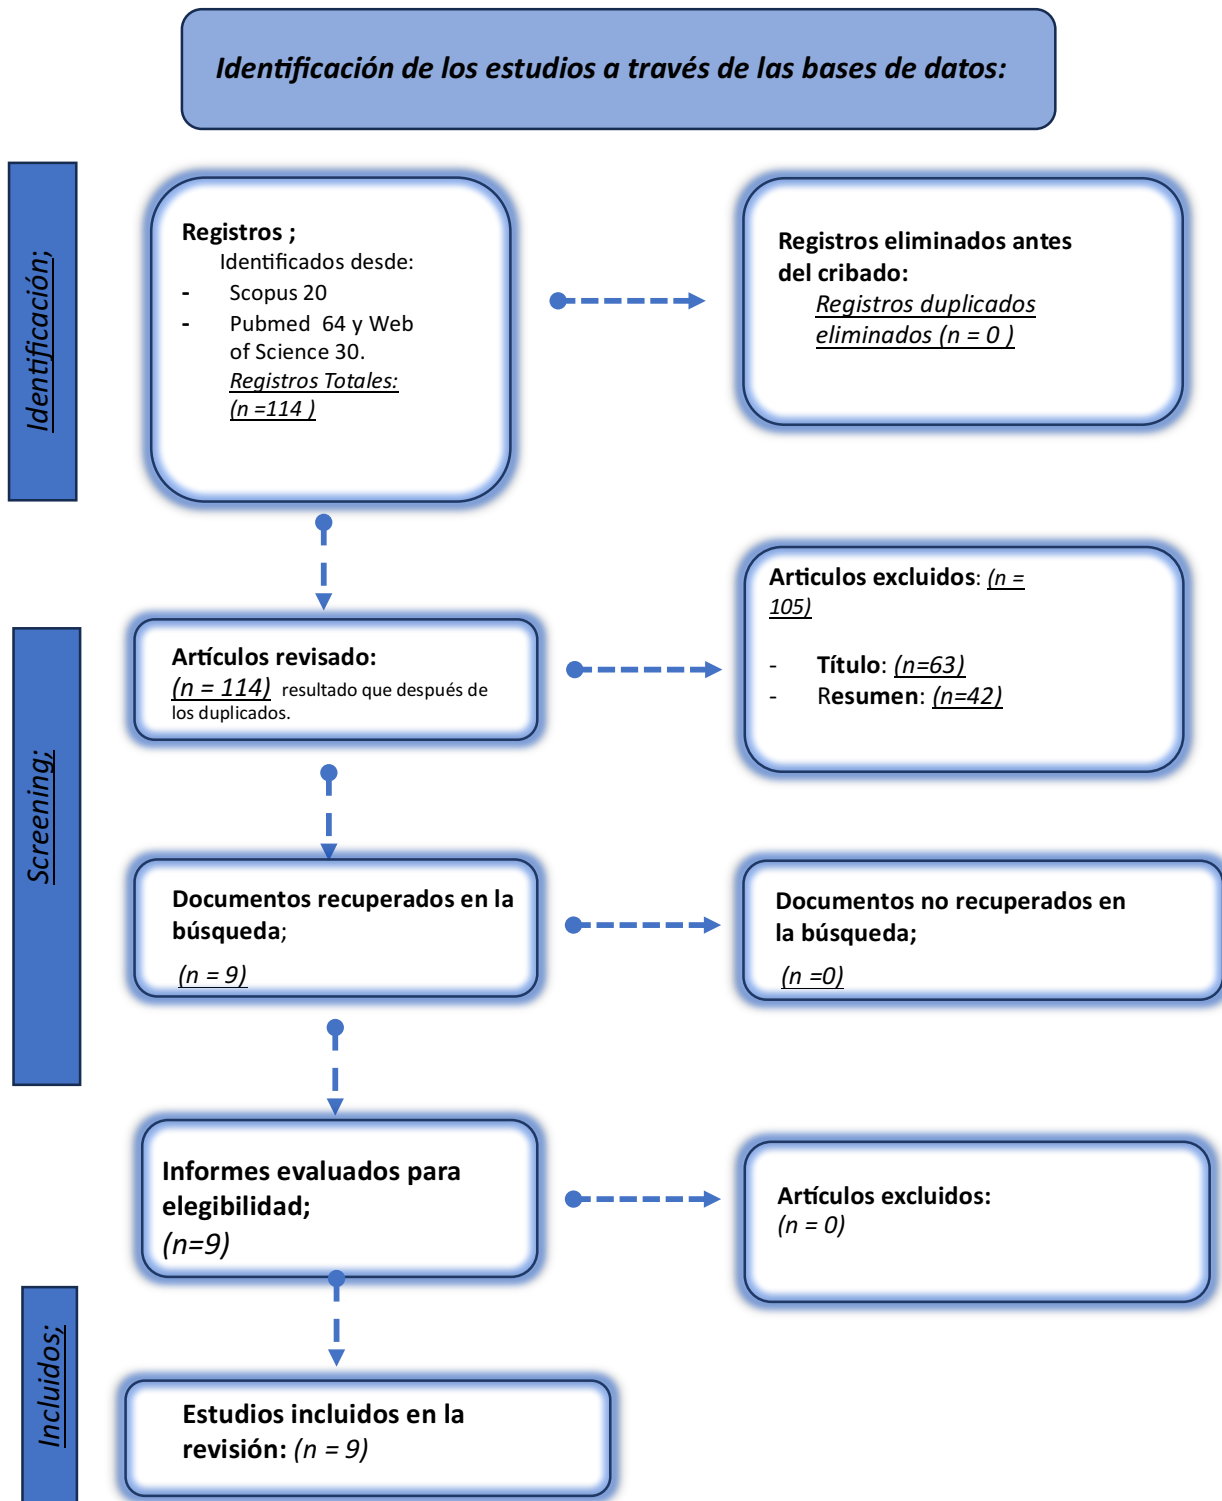 Identificación de los estudios a través de las bases de datos:
Identificación;
Registros ;
Identificados desde:
- Scopus 20
- Pubmed 64 y Web
of Science 30.
Registros Totales:
(n =114 )
Registros eliminados antes
del cribado:
Registros duplicados
eliminados (n = 0 )
Screening;
Artículos revisado:
(n = 114) resultado que después de
los duplicados.
Articulos excluidos: (n =
105)
- Título: (n=63)
- Resumen: (n=42)
Documentos recuperados en la
búsqueda;
(n = 9)
Documentos no recuperados en
la búsqueda;
(n =0)
Informes evaluados para
elegibilidad;
(n=9)
Artículos excluidos:
(n = 0)
Incluidos;
Estudios incluidos en la
revisión: (n = 9)